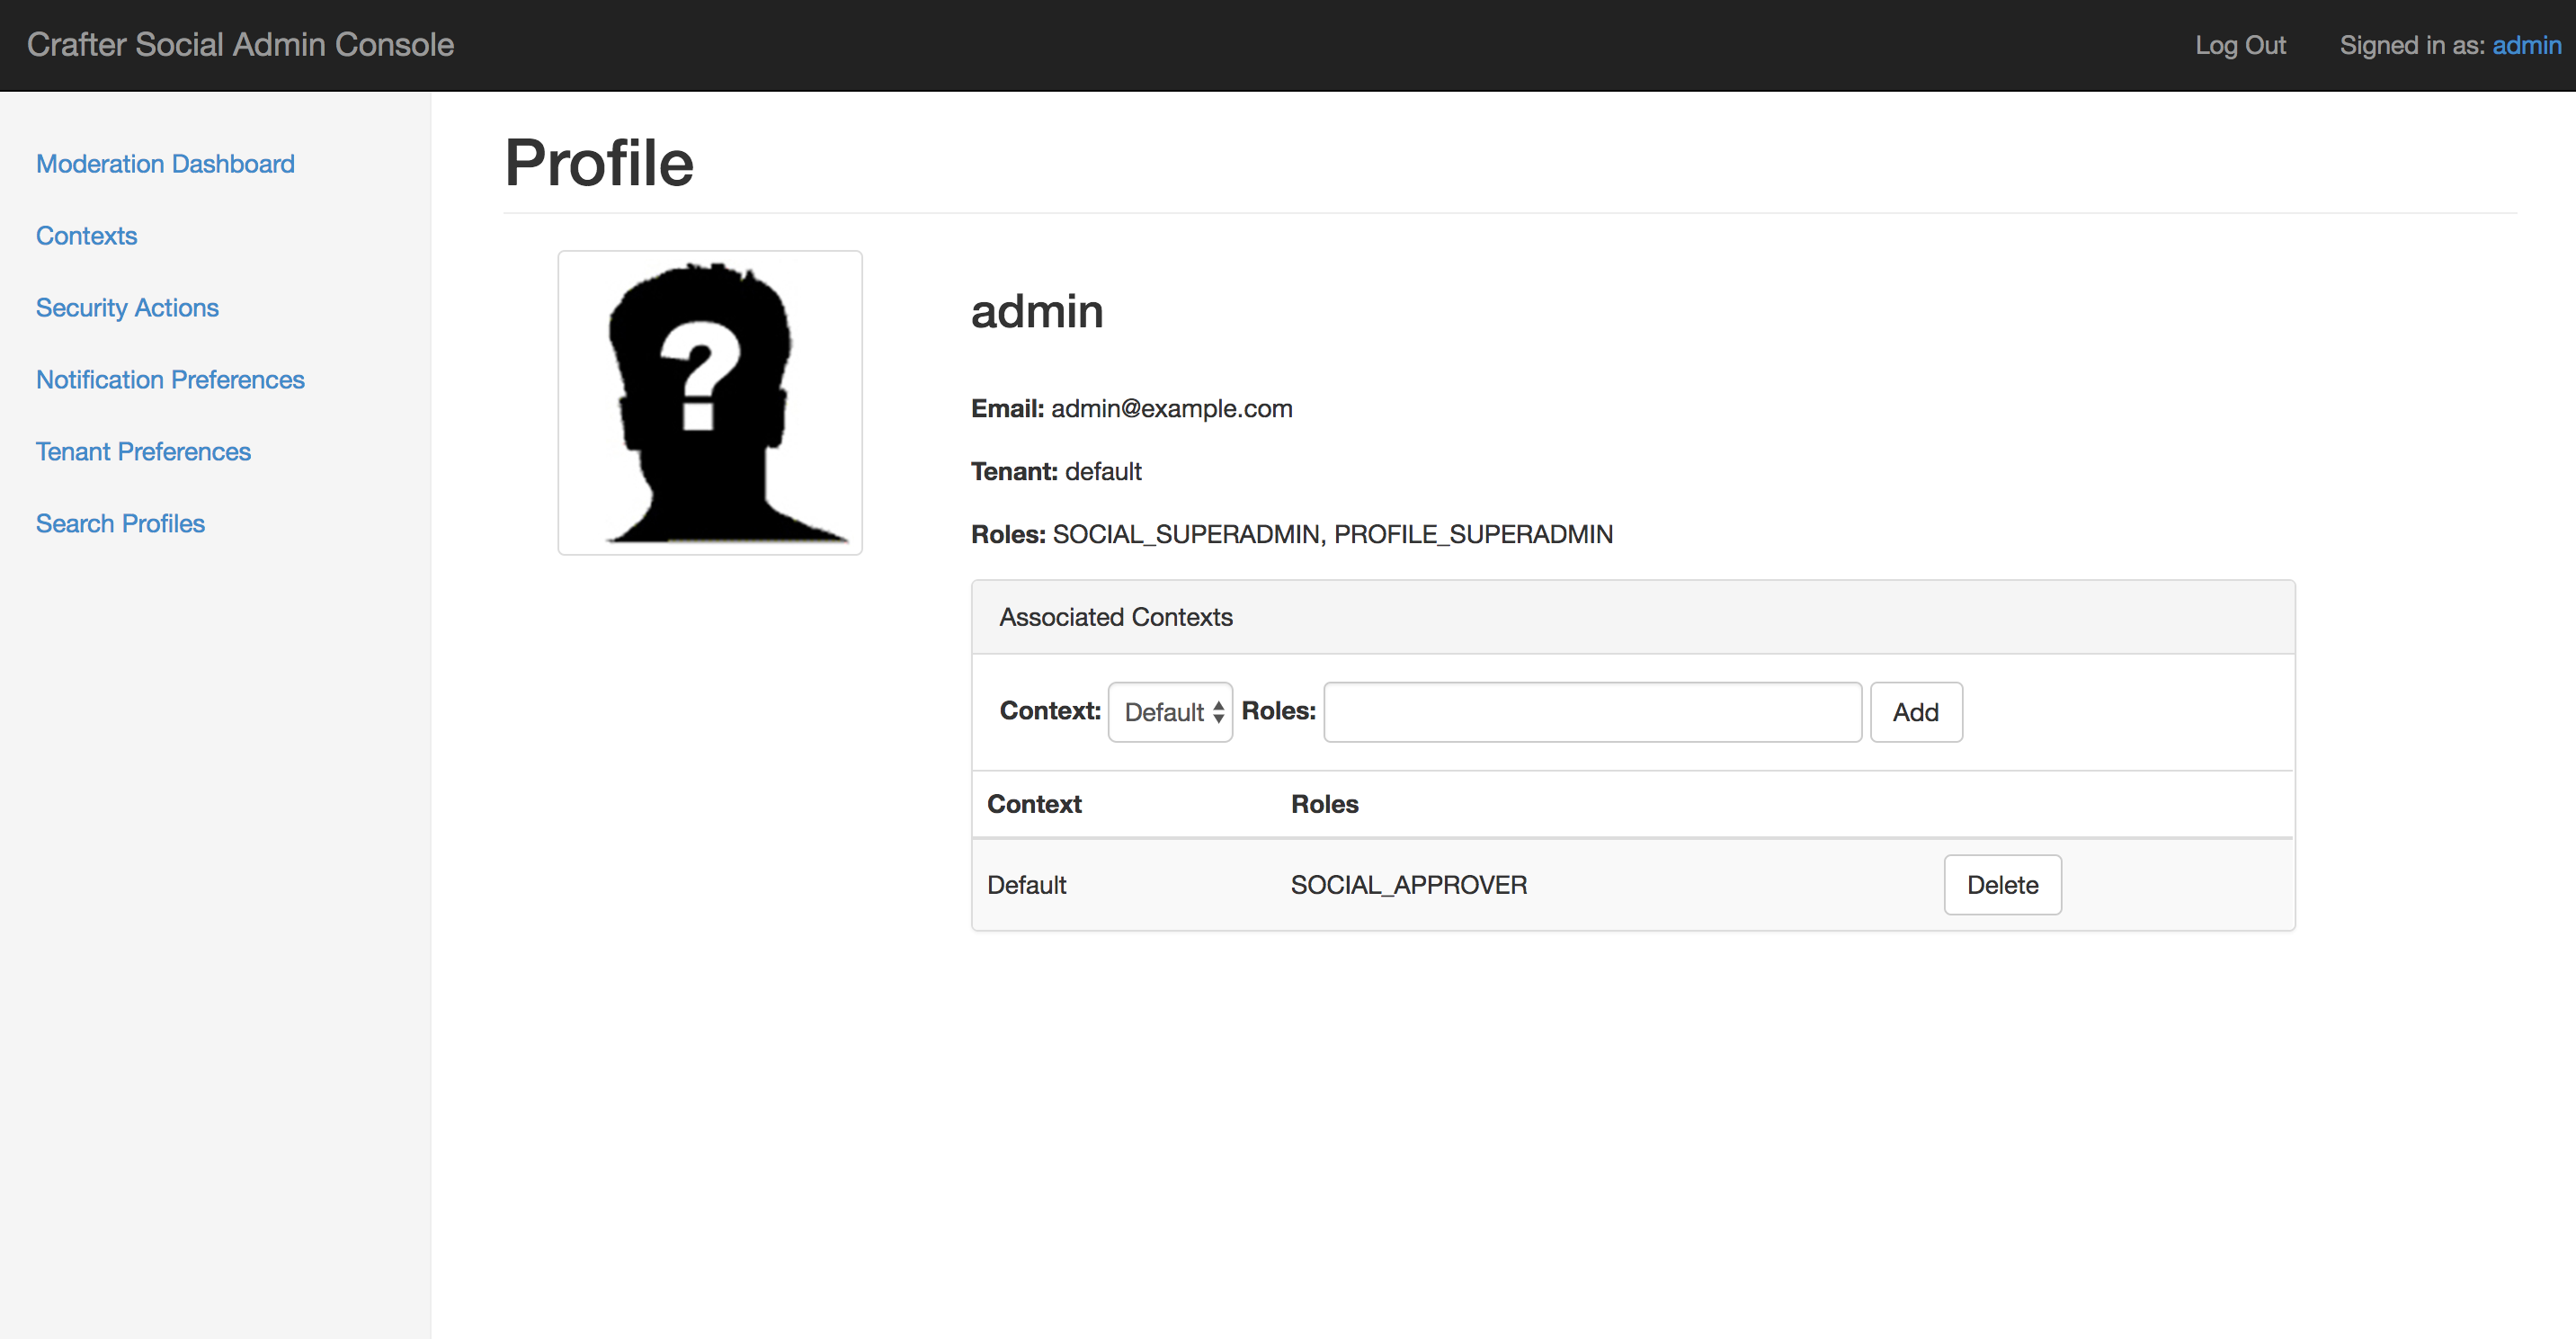 Crafter Social Admin Console
Log Out Signed in as: admin
Moderation Dashboard
Contexts
Security Actions
Notification Preferences
Tenant Preferences
Search Profiles
Profile
?
admin
Email: admin@example.com
Tenant: default
Roles: SOCIAL_SUPERADMIN, PROFILE_SUPERADMIN
Associated Contexts
Context: Default Roles: Add
Context Roles
Default SOCIAL_APPROVER Delete